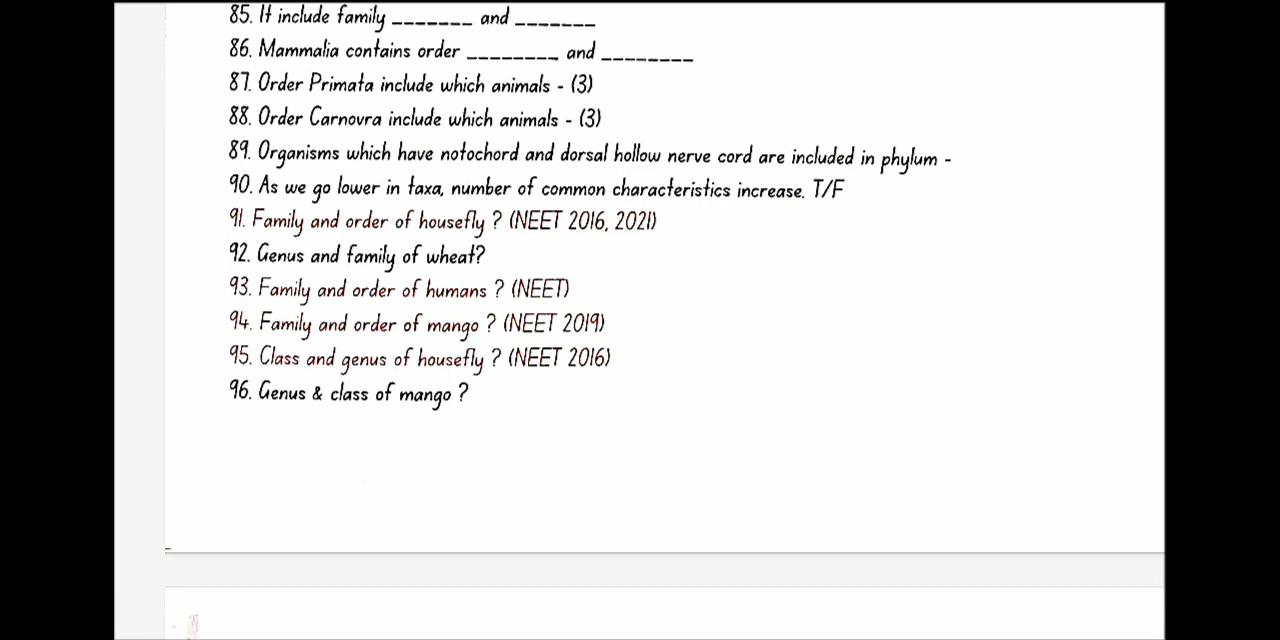 85. It include family _______ and _______
86. Mammalia contains order ________ and ________
87. Order Primata include which animals - (3)
88. Order Carnovra include which animals - (3)
89. Organisms which have notochord and dorsal hollow nerve cord are included in phylum -
90. As we go lower in taxa, number of common characteristics increase. T/F
91. Family and order of housefly ? (NEET 2016, 2021)
92. Genus and family of wheat?
93. Family and order of humans ? (NEET)
94. Family and order of mango ? (NEET 2019)
95. Class and genus of housefly ? (NEET 2016)
96. Genus & class of mango ?